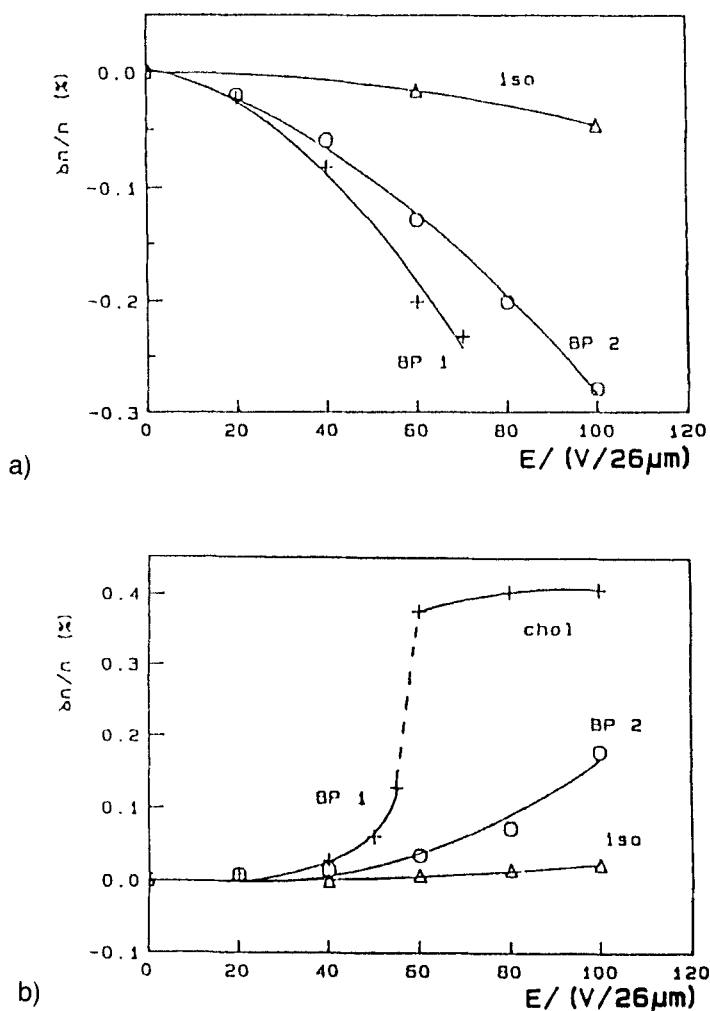 δn/n (%)
0.0
-0.1
-0.2
-0.3
iso
BP 1
BP 2
0 20 40 60 80 100 120
E/ (V/26µm)
a)
δn/n (%)
0.4
0.3
0.2
0.1
0.0
-0.1
chol
BP 1
BP 2
iso
0 20 40 60 80 100 120
E/ (V/26µm)
b)